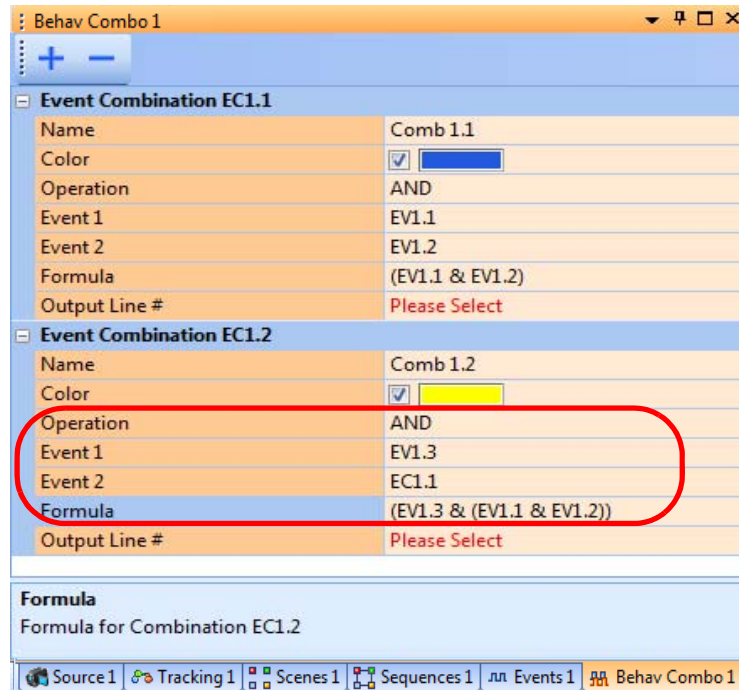 Behav Combo 1
Event Combination EC1.1
Name Comb 1.1
Color
Operation AND
Event 1 EV1.1
Event 2 EV1.2
Formula (EV1.1 & EV1.2)
Output Line # Please Select
Event Combination EC1.2
Name Comb 1.2
Color
Operation AND
Event 1 EV1.3
Event 2 EC1.1
Formula (EV1.3 & (EV1.1 & EV1.2))
Output Line # Please Select
Formula
Formula for Combination EC1.2
Source 1 Tracking 1 Scenes 1 Sequences 1 Events 1 Behav Combo 1